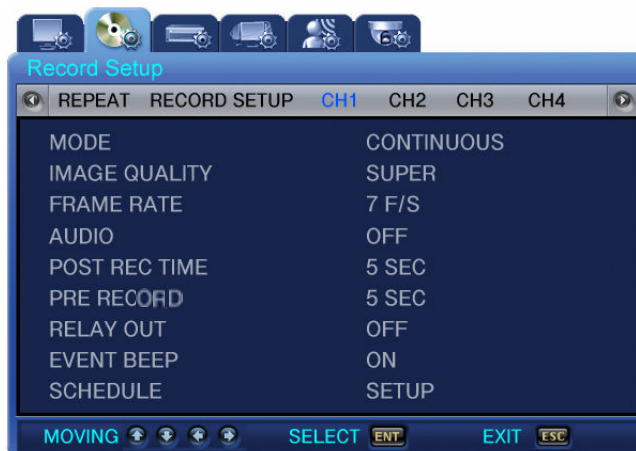 6
Record Setup
REPEAT RECORD SETUP CH1 CH2 CH3 CH4
MODE CONTINUOUS
IMAGE QUALITY SUPER
FRAME RATE 7 F/S
AUDIO OFF
POST REC TIME 5 SEC
PRE RECORD 5 SEC
RELAY OUT OFF
EVENT BEEP ON
SCHEDULE SETUP
MOVING SELECT ENT EXIT ESC